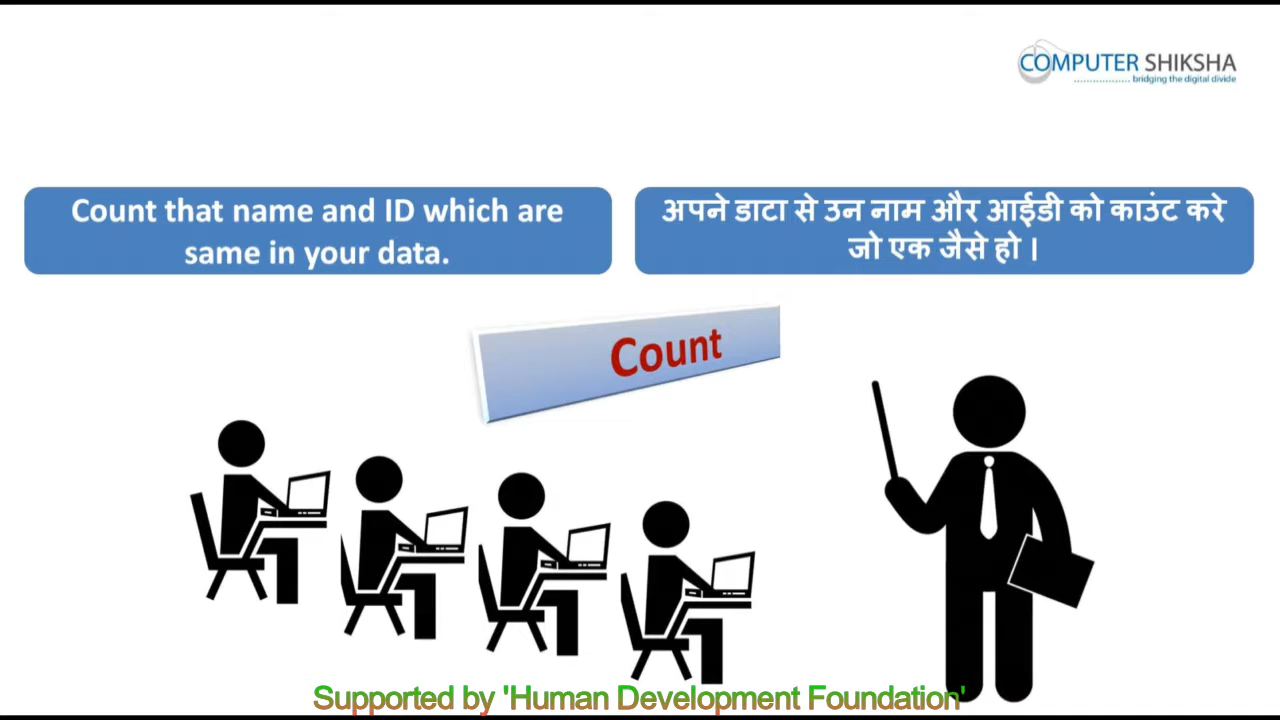 COMPUTER SHIKSHA
.................. bridging the digital divide
Count that name and ID which are
same in your data.
अपने डाटा से उन नाम और आईडी को काउंट करे
जो एक जैसे हो ।
Count
Supported by 'Human Development Foundation'